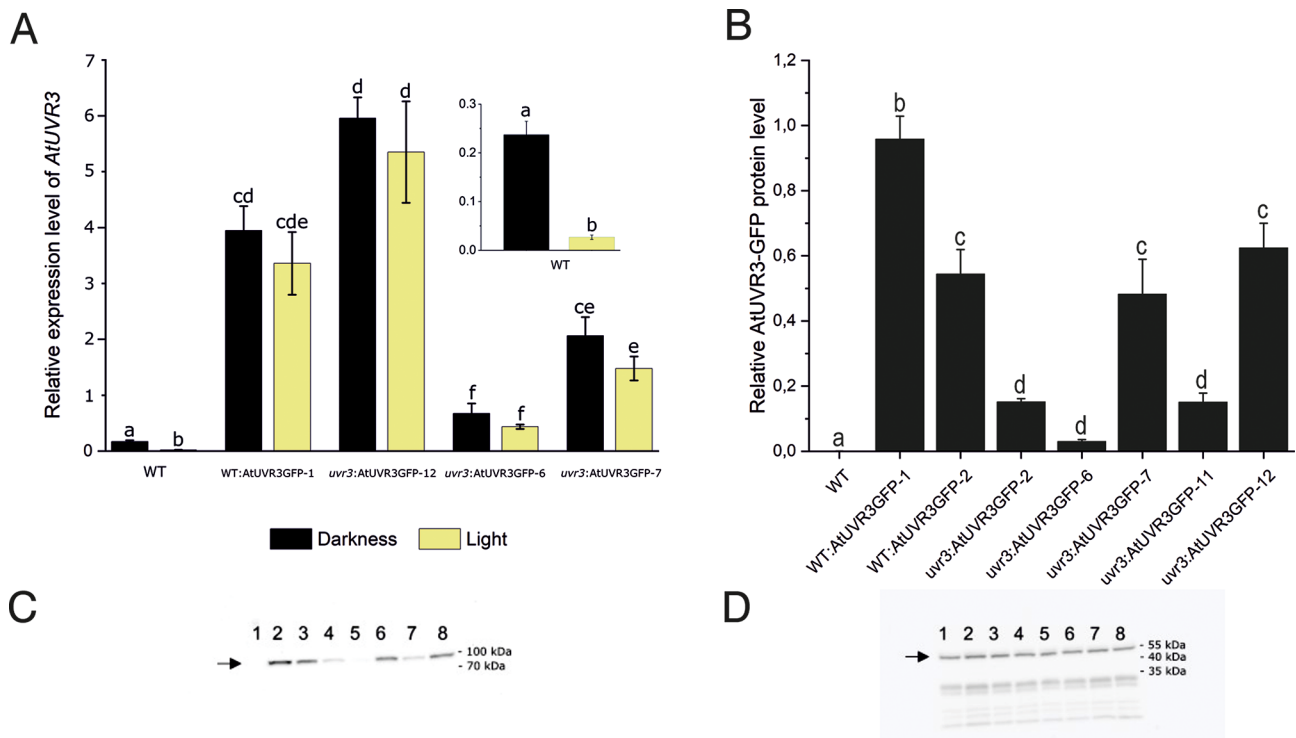 A
Relative expression level of AtUVR3
7
6
5
4
3
2
1
0
a
b
cd
cde
d
d
f
f
ce
e
WT
WT:AtUVR3GFP-1
uvr3:AtUVR3GFP-12
uvr3:AtUVR3GFP-6
uvr3:AtUVR3GFP-7
0.3
0.2
0.1
0.0
a
b
WT
Darkness
Light
B
Relative AtUVR3-GFP protein level
1,2
1,0
0,8
0,6
0,4
0,2
0,0
a
b
c
d
d
c
d
c
WT
WT:AtUVR3GFP-1
WT:AtUVR3GFP-2
uvr3:AtUVR3GFP-2
uvr3:AtUVR3GFP-6
uvr3:AtUVR3GFP-7
uvr3:AtUVR3GFP-11
uvr3:AtUVR3GFP-12
C
1 2 3 4 5 6 7 8
- 100 kDa
- 70 kDa
D
1 2 3 4 5 6 7 8
- 55 kDa
- 40 kDa
- 35 kDa